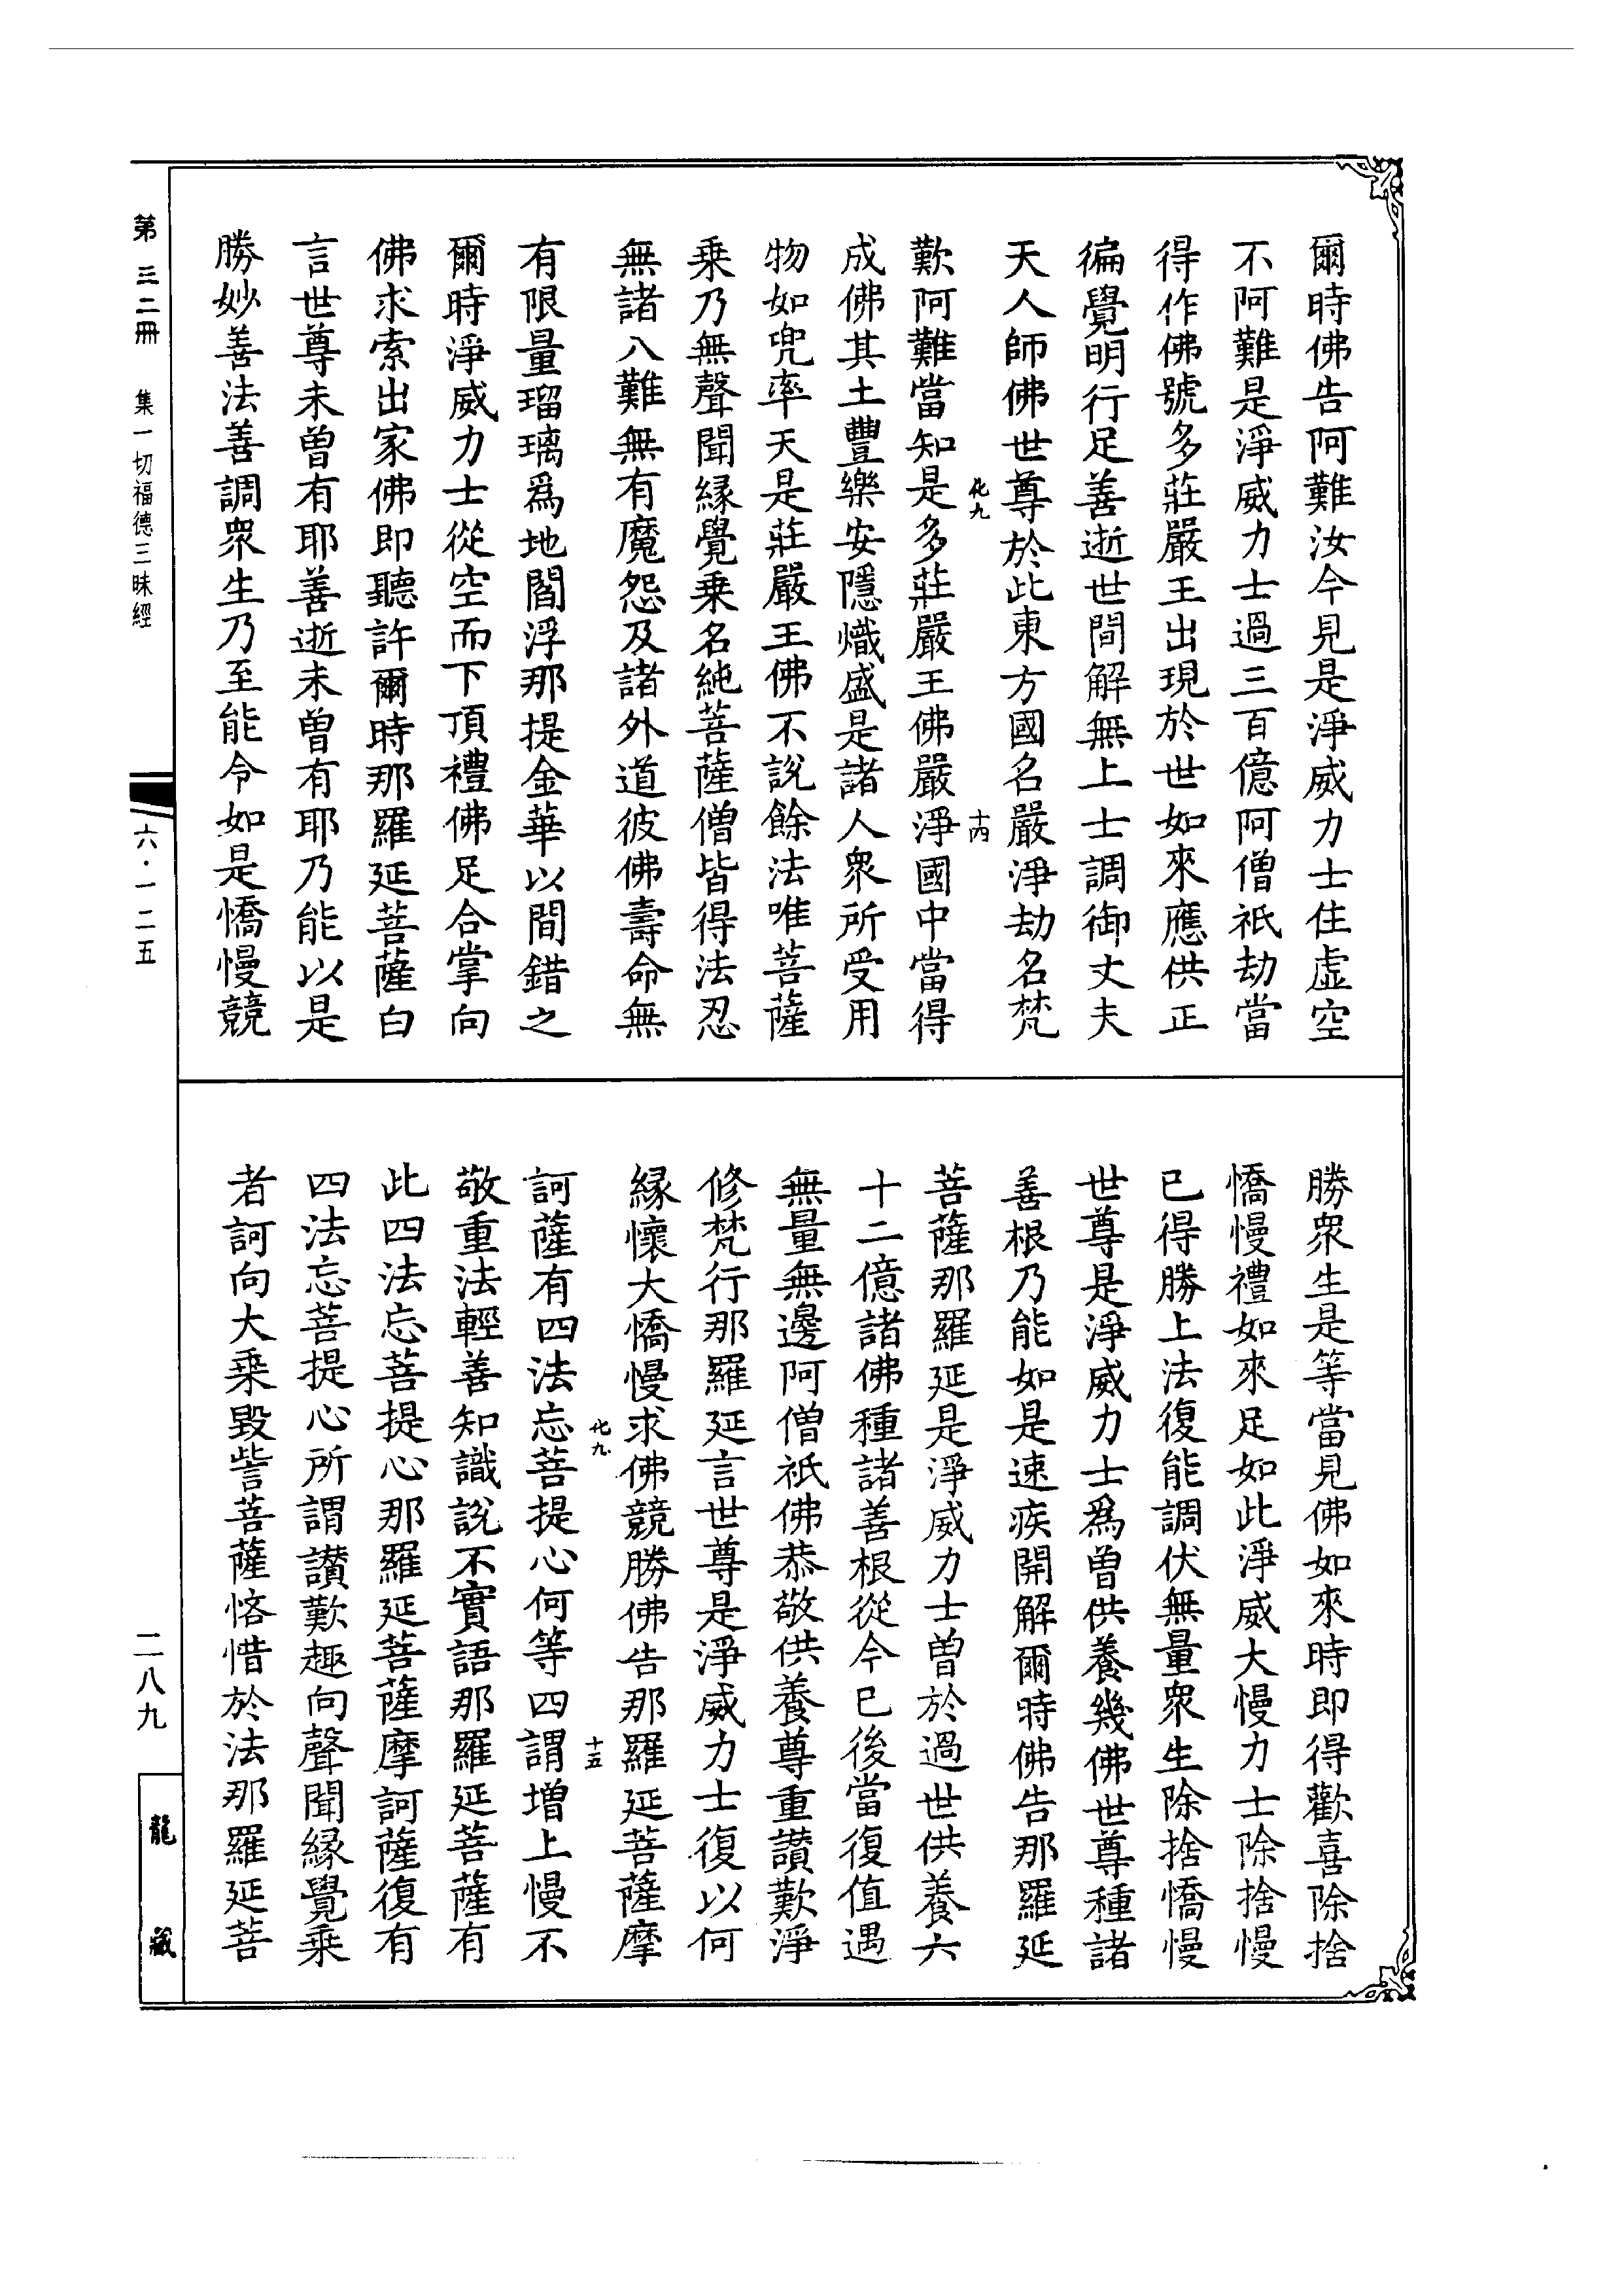 爾時佛告阿難汝今見是淨威力士住虛空
不阿難是淨威力士過三百億阿僧祇劫當
得作佛號多莊嚴王出現於世如來應供正
徧覺明行足善逝世間解無上士調御丈夫
天人師佛世尊於此東方國名嚴淨劫名梵
化九
十四
歎阿難當知是多莊嚴王佛嚴淨國中當得
成佛其土豐樂安隱熾盛是諸人衆所受用
物如兜率天是莊嚴王佛不說餘法唯菩薩
乗乃無聲聞緣覺乗名純菩薩僧皆得法忍
無諸八難無有魔怨及諸外道彼佛壽命無
有限量瑠璃爲地閻浮那提金華以間錯之
爾時淨威力士從空而下頂禮佛足合掌向
佛求索出家佛即聽許爾時那羅延菩薩白
言世尊未曾有耶善逝未曾有耶乃能以是
勝妙善法善調衆生乃至能令如是憍慢競
勝衆生是等當見佛如來時即得歡喜除捨
憍慢禮如來足如此淨威大慢力士除捨慢
已得勝上法復能調伏無量衆生除捨憍慢
世尊是淨威力士爲曾供養幾佛世尊種諸
善根乃能如是速疾開解爾時佛告那羅延
菩薩那羅延是淨威力士曾於過世供養六
十二億諸佛種諸善根從今已後當復值遇
無量無邊阿僧祇佛恭敬供養尊重讃歎淨
修梵行那羅延言世尊是淨威力士復以何
緣懷大憍慢求佛競勝佛告那羅延菩薩摩
化九
十五
訶薩有四法忘菩提心何等四謂增上慢不
敬重法輕善知識說不實語那羅延菩薩有
此四法忘菩提心那羅延菩薩摩訶薩復有
四法忘菩提心所謂讃歎趣向聲聞緣覺乗
者訶向大乗毀訾菩薩悋惜於法那羅延菩
第三二冊
集一切福德三昧經
六·一二五
二八九
龍藏